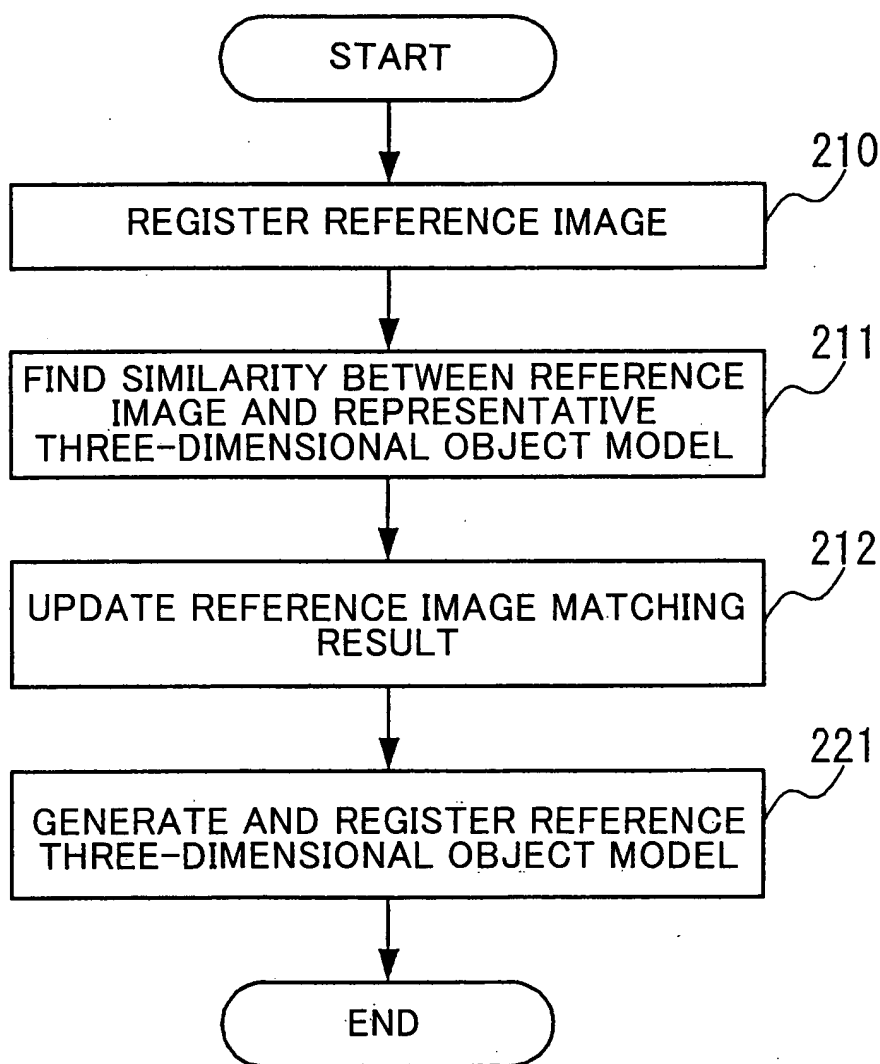 START
210
REGISTER REFERENCE IMAGE
211
FIND SIMILARITY BETWEEN REFERENCE
IMAGE AND REPRESENTATIVE
THREE-DIMENSIONAL OBJECT MODEL
212
UPDATE REFERENCE IMAGE MATCHING
RESULT
221
GENERATE AND REGISTER REFERENCE
THREE-DIMENSIONAL OBJECT MODEL
END